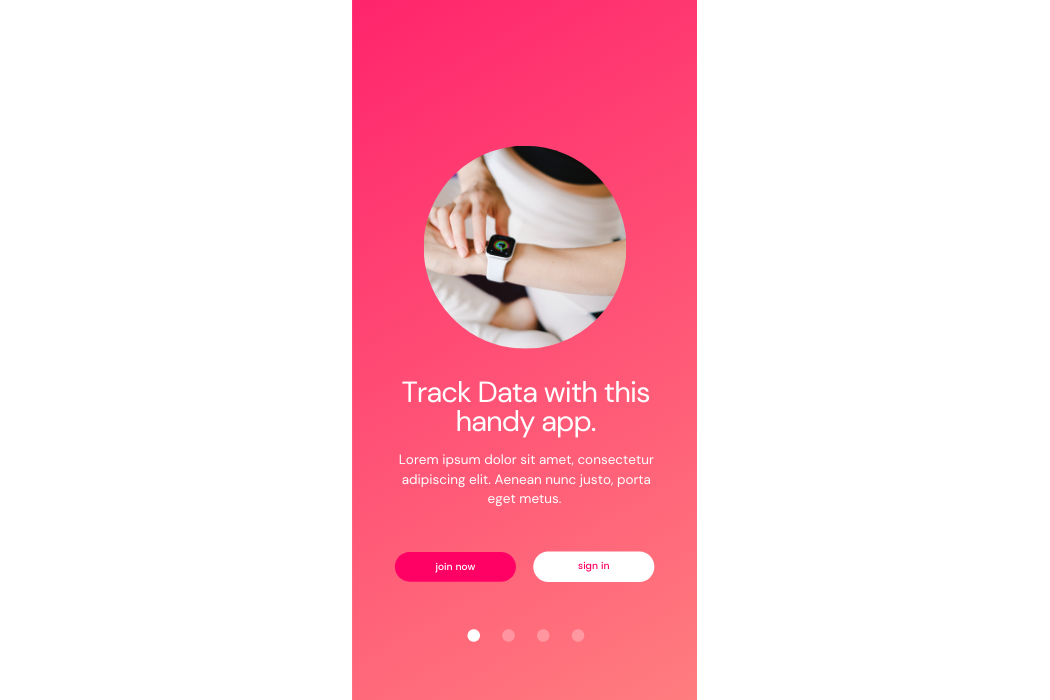 Track Data with this
handy app.
Lorem ipsum dolor sit amet, consectetur
adipiscing elit. Aenean nunc justo, porta
eget metus.
join now
sign in